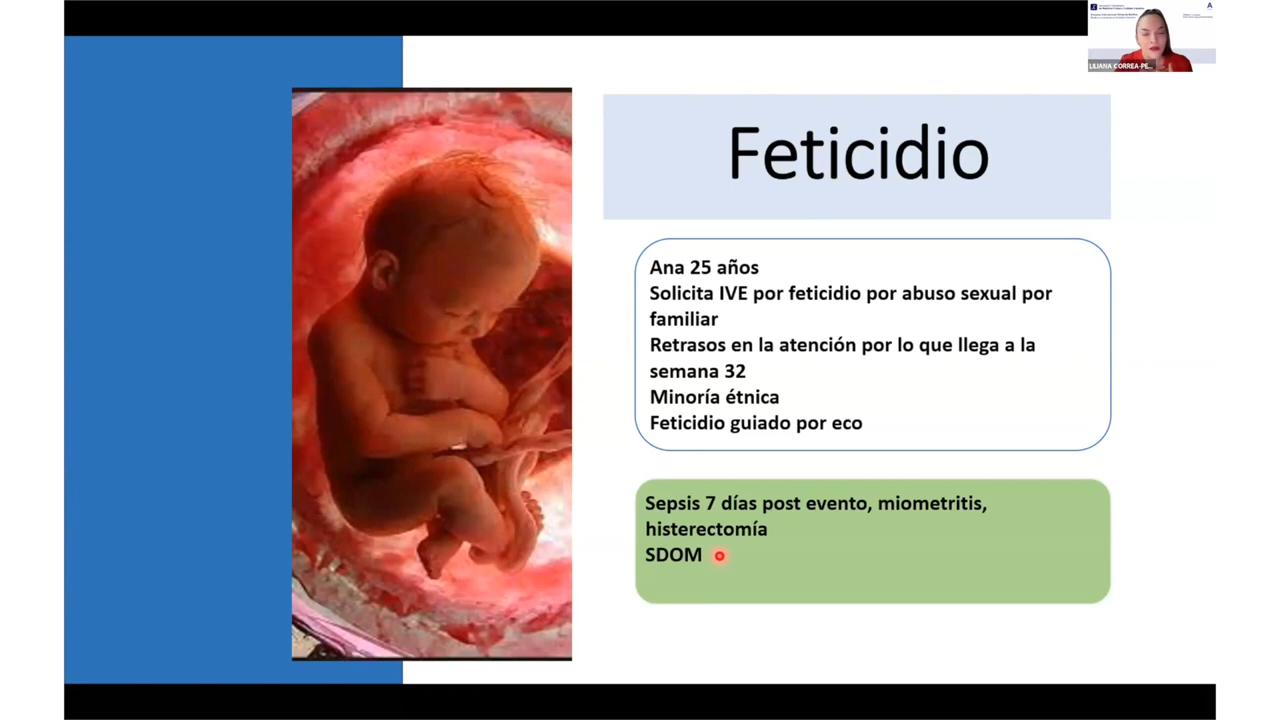 Feticidio
Ana 25 años
Solicita IVE por feticidio por abuso sexual por
familiar
Retrasos en la atención por lo que llega a la
semana 32
Minoría étnica
Feticidio guiado por eco
Sepsis 7 días post evento, miometritis,
histerectomía
SDOM
LILIANA CORREA-PE...